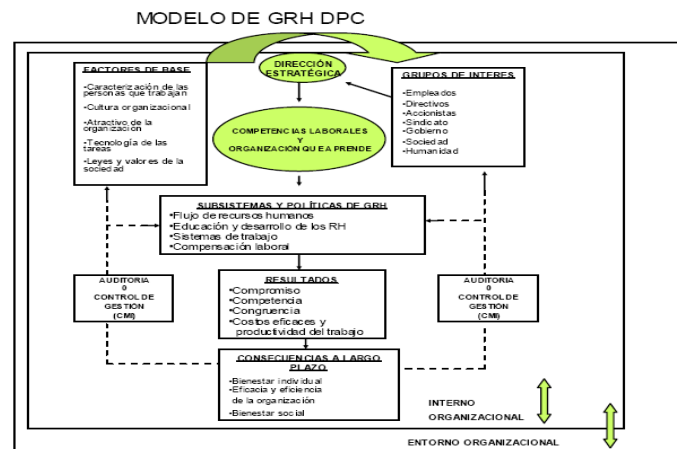 MODELO DE GRH DPC
FACTORES DE BASE
•Caracterización de las
personas que trabajan
•Cultura organizacional
•Atractivo de la
organización
•Tecnología de las
tareas
•Leyes y valores de la
sociedad
DIRECCIÓN
ESTRATÉGICA
GRUPOS DE INTERES
•Empleados
•Directivos
•Accionistas
•Sindicato
•Gobierno
•Sociedad
•Humanidad
COMPETENCIAS LABORALES
Y
ORGANIZACIÓN QUE APRENDE
SUBSISTEMAS Y POLÍTICAS DE GRH
•Flujo de recursos humanos
•Educación y desarrollo de los RH
•Sistemas de trabajo
•Compensación laboral
AUDITORIA
0
CONTROL DE
GESTIÓN
(CMI)
RESULTADOS
•Compromiso
•Competencia
•Congruencia
•Costos eficaces y
productividad del trabajo
AUDITORIA
0
CONTROL DE
GESTIÓN
(CMI)
CONSECUENCIAS A LARGO
PLAZO
•Bienestar individual
•Eficacia y eficiencia
de la organización
•Bienestar social
INTERNO
ORGANIZACIONAL
ENTORNO ORGANIZACIONAL